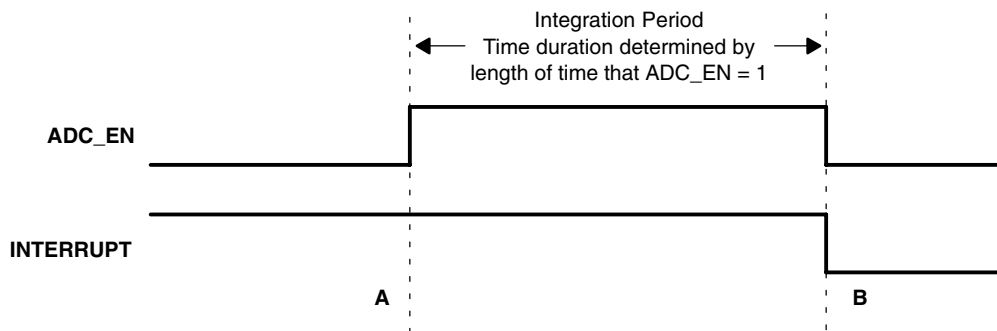 Integration Period
Time duration determined by
length of time that ADC_EN = 1
ADC_EN
INTERRUPT
A
B